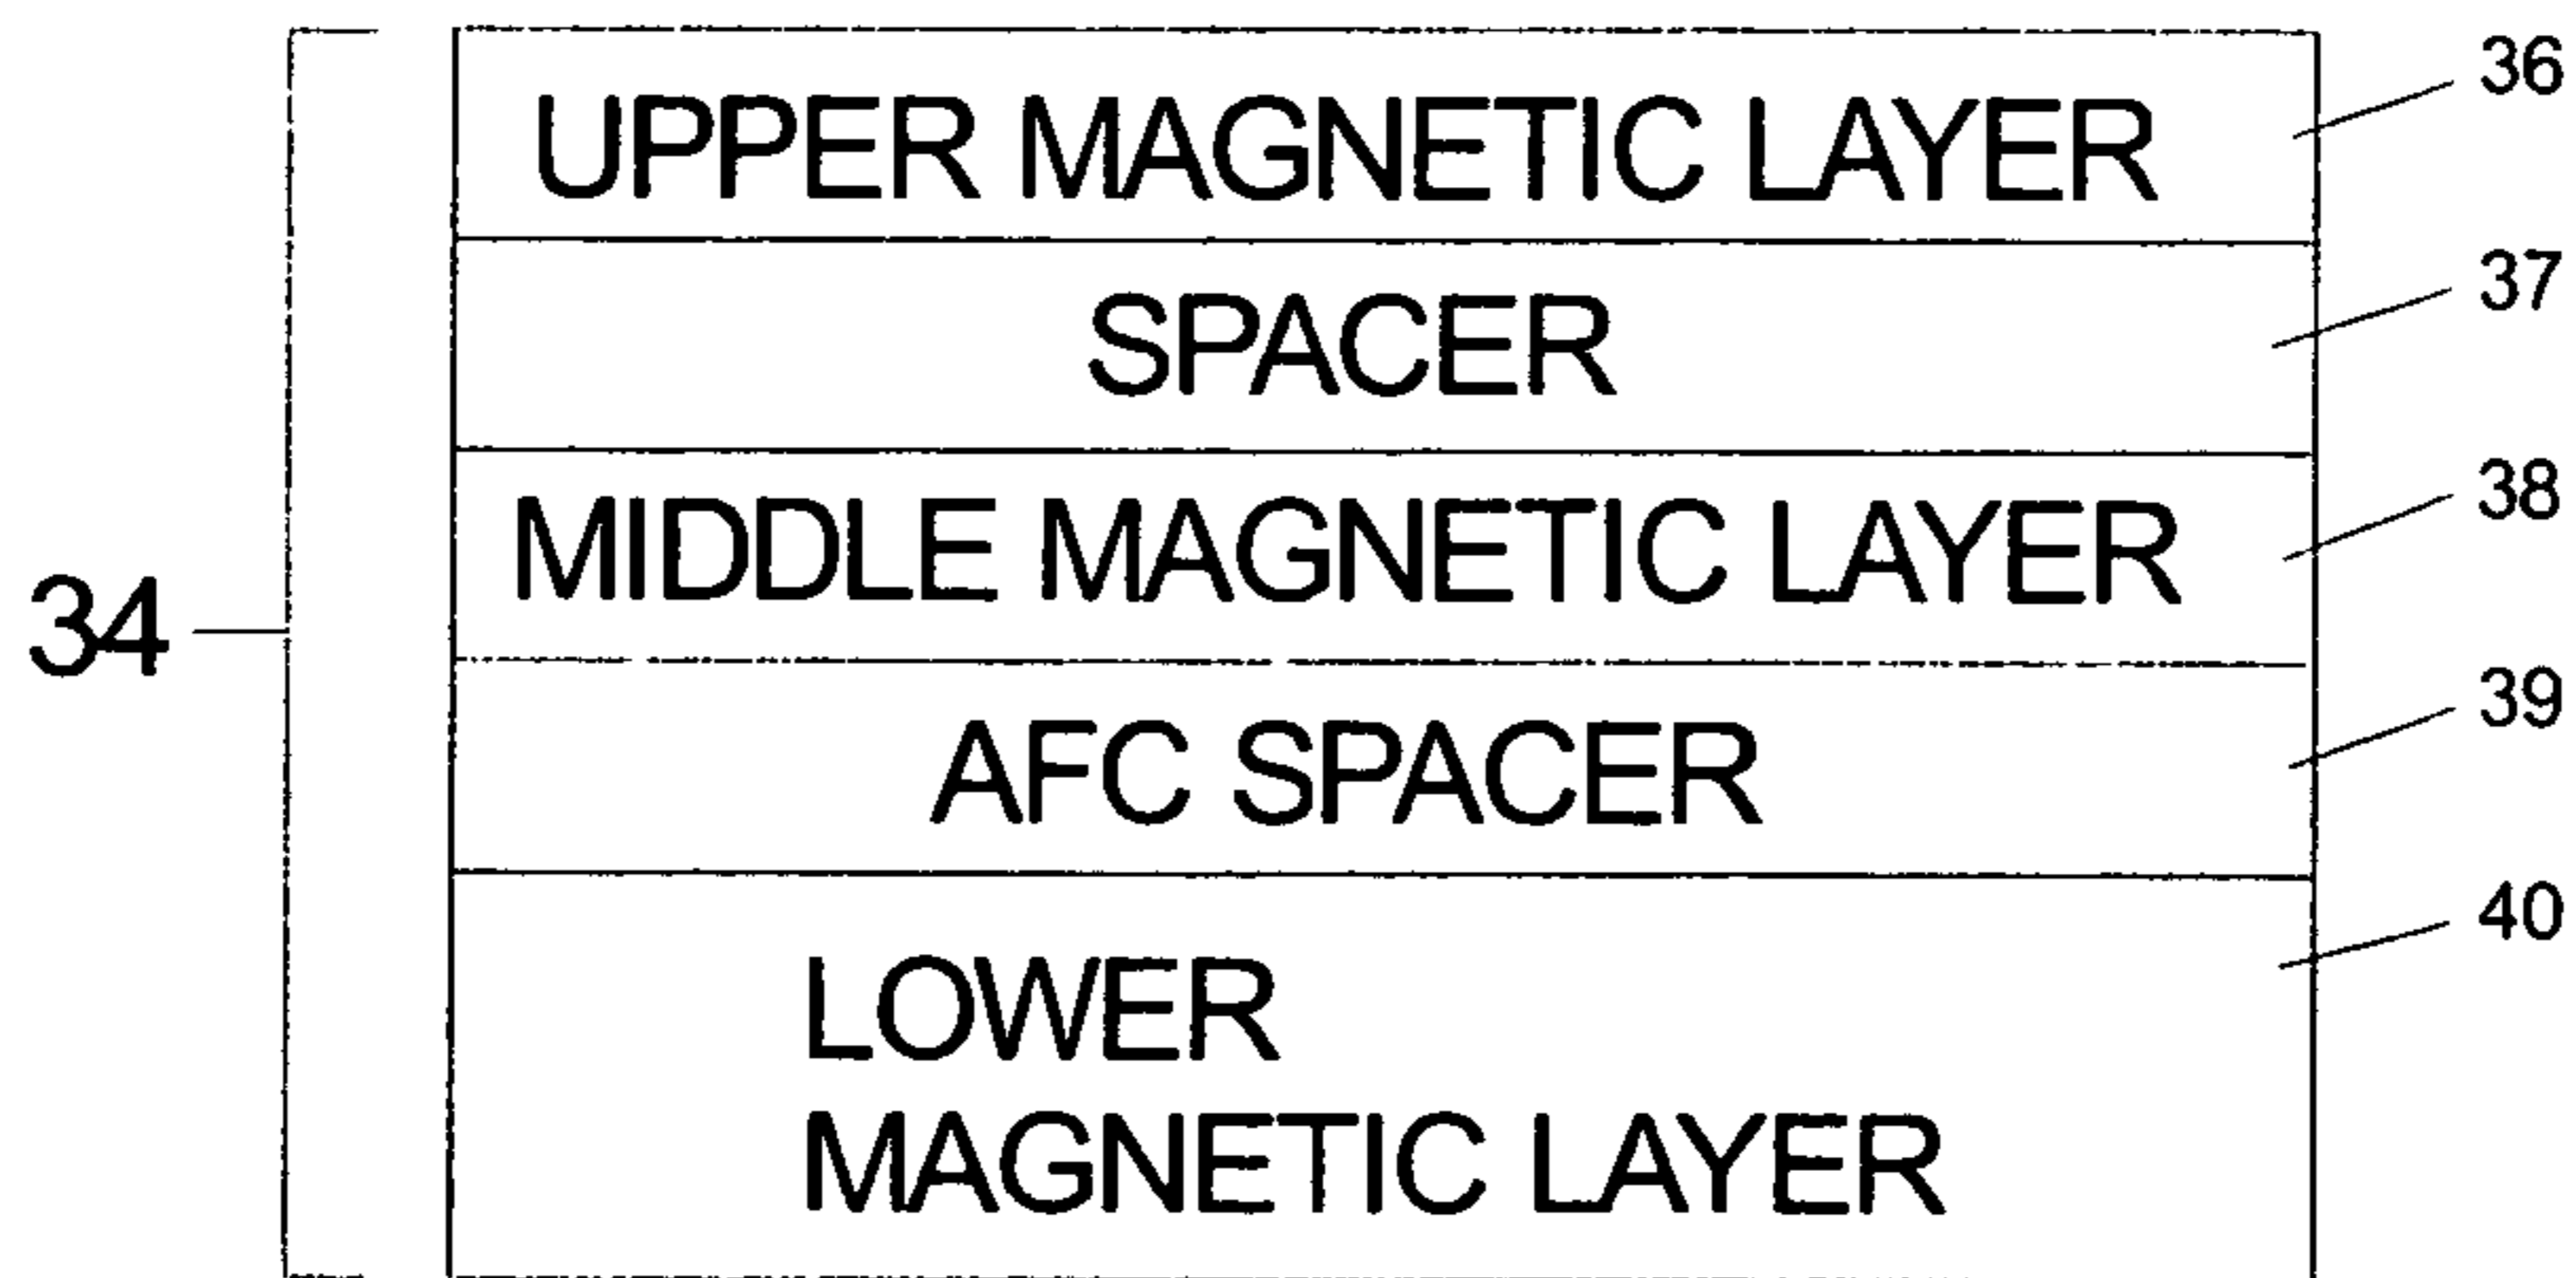 UPPER MAGNETIC LAYER 36
SPACER 37
MIDDLE MAGNETIC LAYER 38
34
AFC SPACER 39
LOWER 40
MAGNETIC LAYER